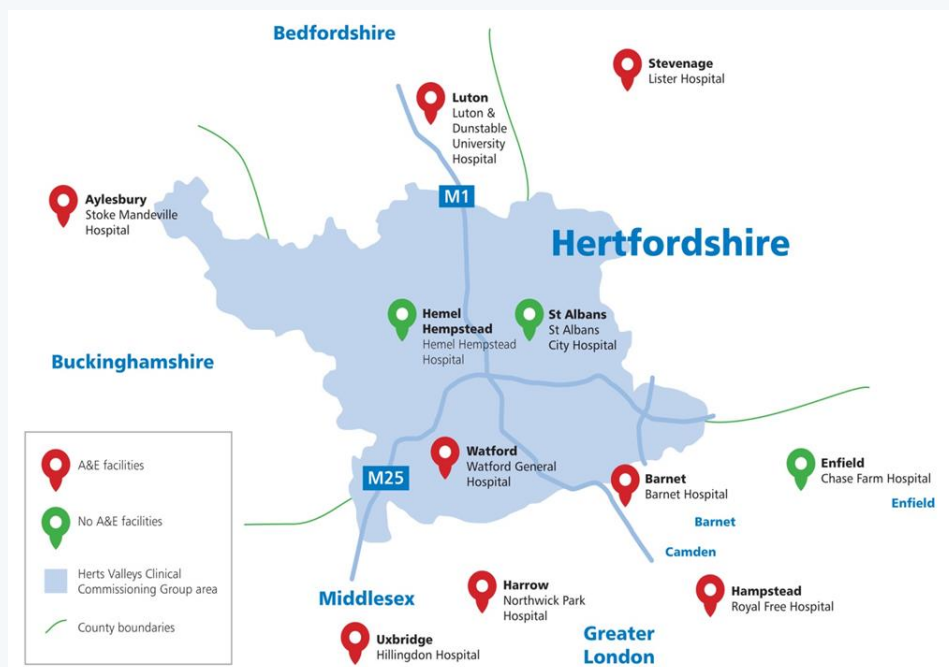 Bedfordshire
Stevenage
Lister Hospital
Luton
Luton &
Dunstable
University
Hospital
Aylesbury
Stoke Mandeville
Hospital
M1
Hertfordshire
Hemel
Hempstead
Hemel Hempstead
Hospital
St Albans
St Albans
City Hospital
Buckinghamshire
A&E facilities
No A&E facilities
Herts Valleys Clinical
Commissioning Group area
County boundaries
Watford
Watford General
Hospital
M25
Barnet
Barnet Hospital
Enfield
Chase Farm Hospital
Enfield
Barnet
Camden
Middlesex
Harrow
Northwick Park
Hospital
Hampstead
Royal Free Hospital
Uxbridge
Hillingdon Hospital
Greater
London